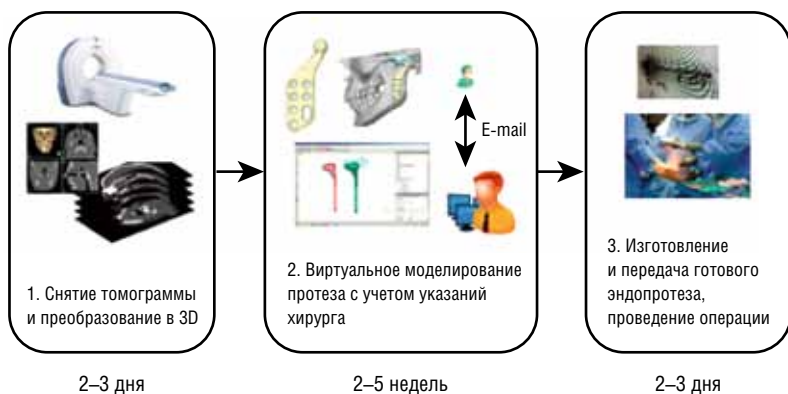 E-mail
1. Снятие томограммы
и преобразование в 3D
2. Виртуальное моделирование
протеза с учетом указаний
хирурга
3. Изготовление
и передача готового
эндопротеза,
проведение операции
2–3 дня
2–5 недель
2–3 дня